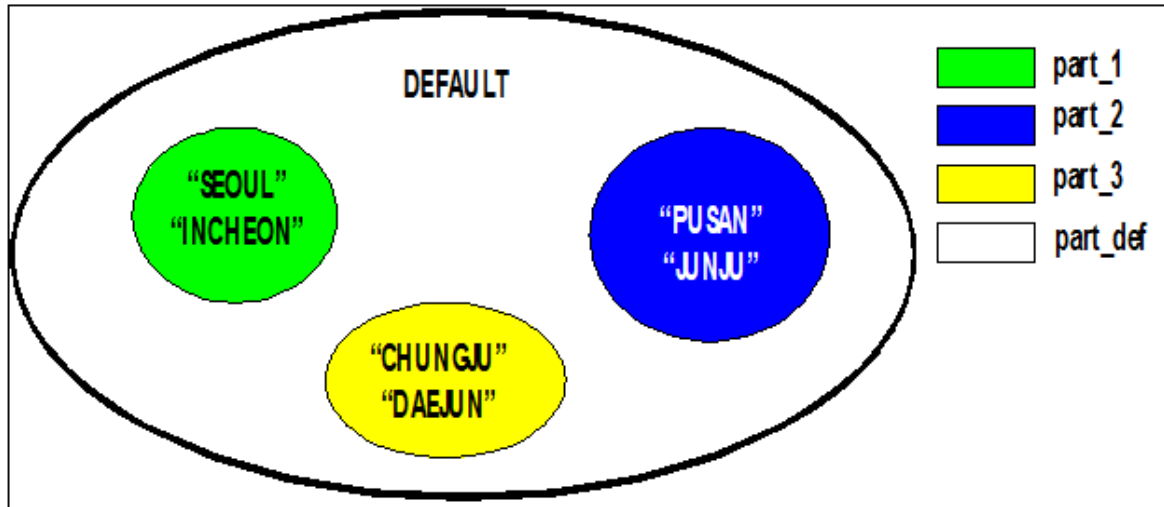 DEFAULT
“SEOUL”
“INCHEON”
“PUSAN”
“JUNJU”
“CHUNGJU”
“DAEJUN”
part_1
part_2
part_3
part_def